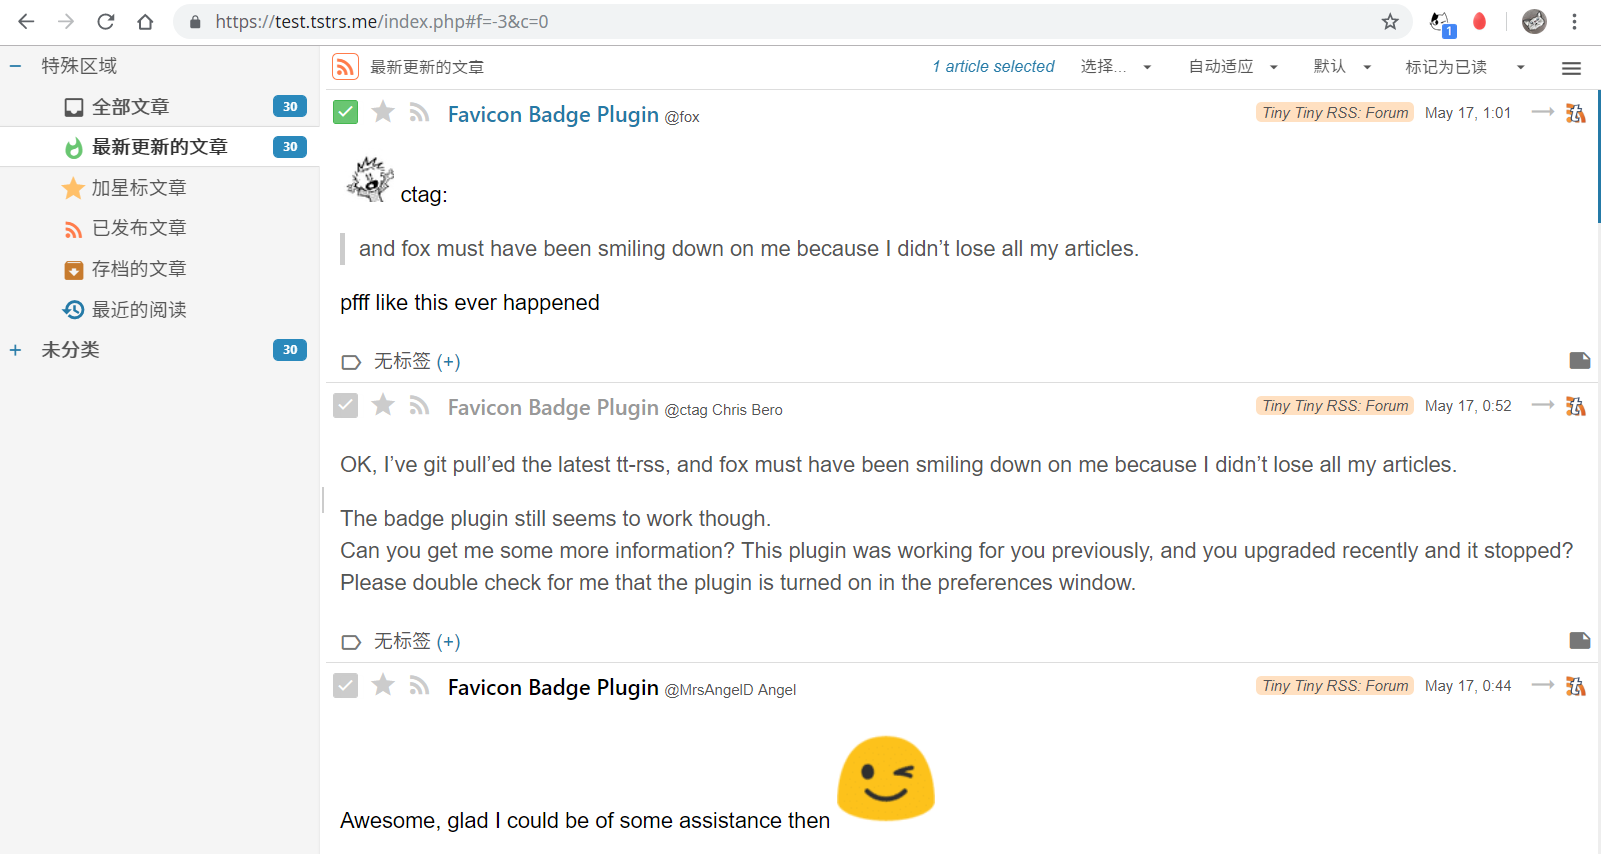 https://test.tstrs.me/index.php#f=-3&c=0
1
特殊区域
全部文章 30
最新更新的文章 30
加星标文章
已发布文章
存档的文章
最近的阅读
未分类 30
最新更新的文章 1 article selected 选择... 自动适应 默认 标记为已读
Favicon Badge Plugin @fox Tiny Tiny RSS: Forum May 17, 1:01
ctag:
and fox must have been smiling down on me because I didn’t lose all my articles.
pfff like this ever happened
无标签 (+)
Favicon Badge Plugin @ctag Chris Bero Tiny Tiny RSS: Forum May 17, 0:52
OK, I’ve git pull’ed the latest tt-rss, and fox must have been smiling down on me because I didn’t lose all my articles.
The badge plugin still seems to work though.
Can you get me some more information? This plugin was working for you previously, and you upgraded recently and it stopped?
Please double check for me that the plugin is turned on in the preferences window.
无标签 (+)
Favicon Badge Plugin @MrsAngelD Angel Tiny Tiny RSS: Forum May 17, 0:44
Awesome, glad I could be of some assistance then